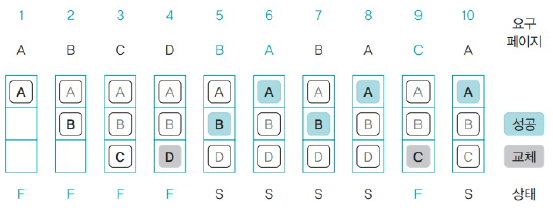 1 2 3 4 5 6 7 8 9 10 요구
페이지
A B C D B A B A C A
A A A A A A A A A A
B B B B B B B B B 성공
C D D D D D C C 교체
F F F F S S S S F S 상태